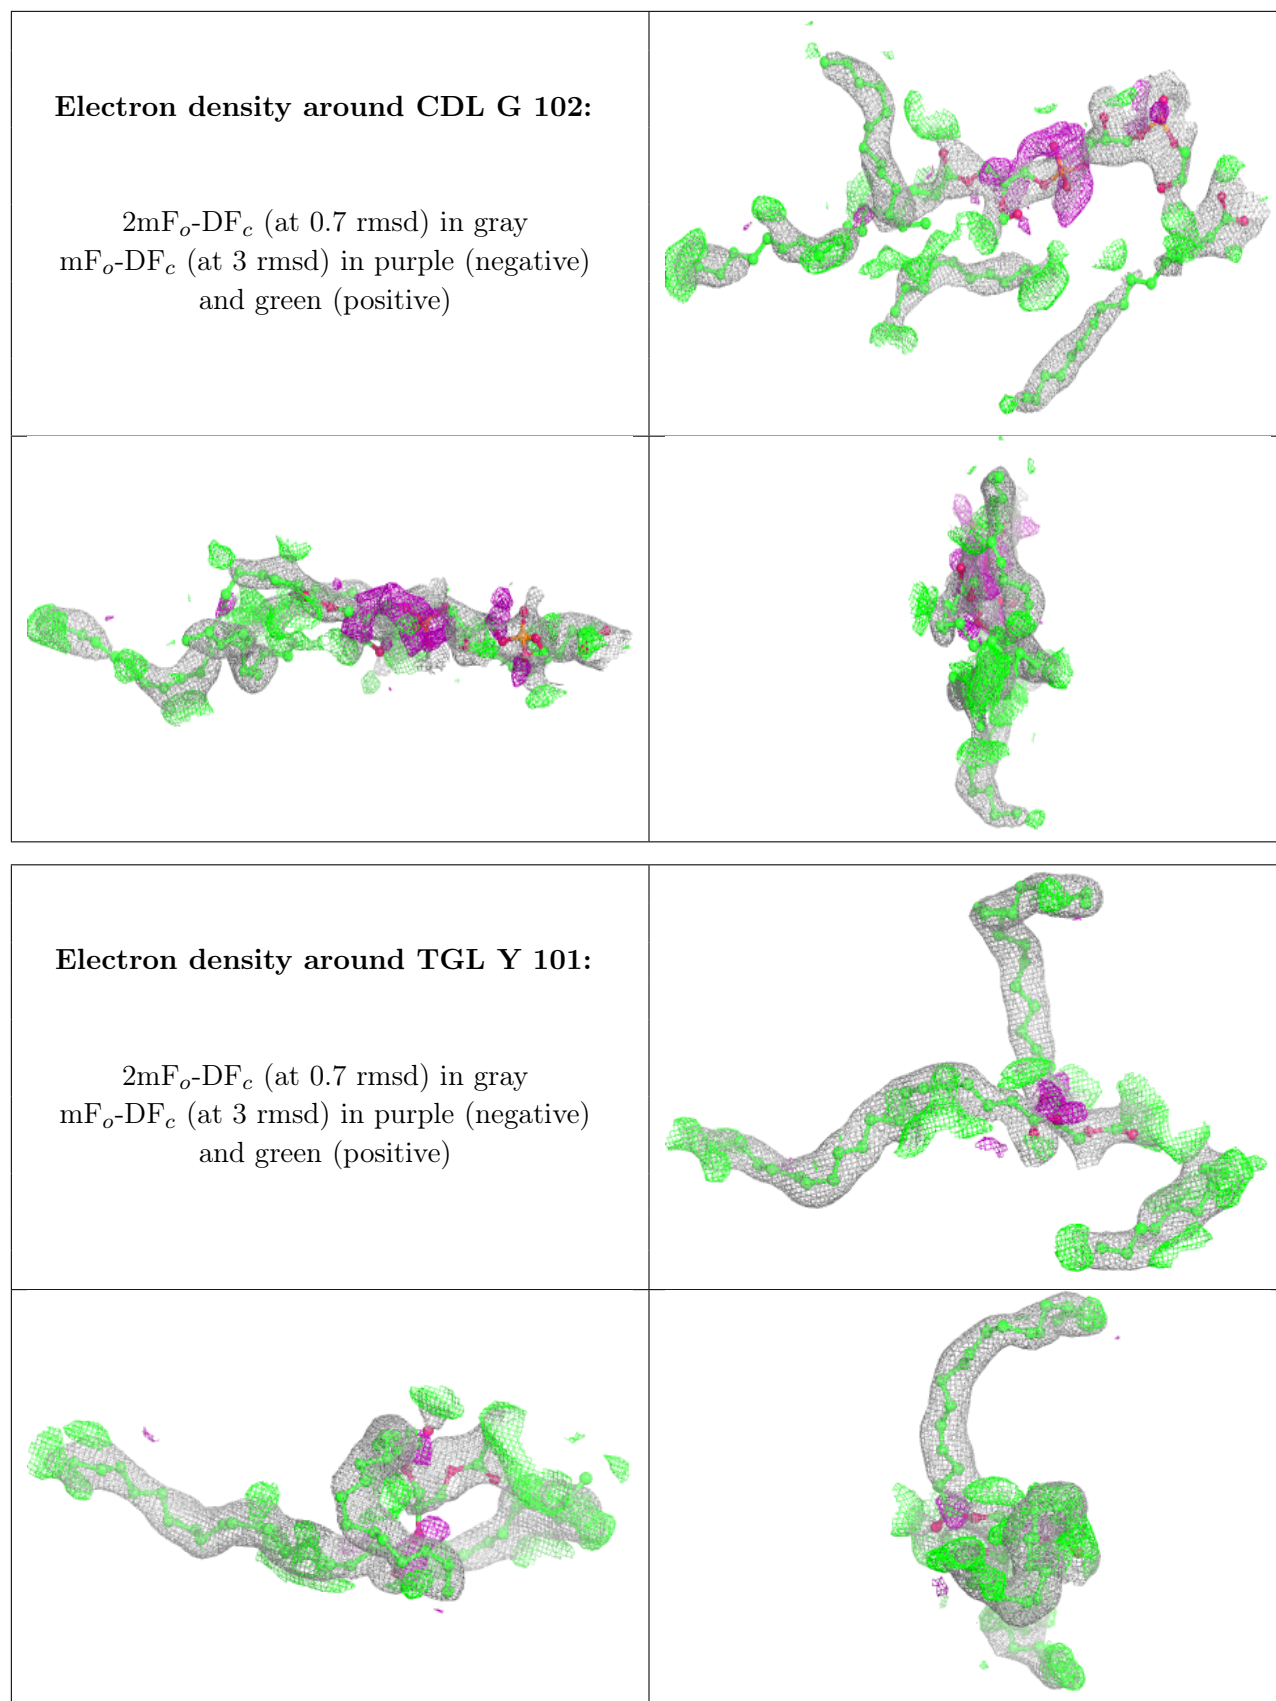 Electron density around CDL G 102:
2mFo-DFc (at 0.7 rmsd) in gray
mFo-DFc (at 3 rmsd) in purple (negative)
and green (positive)
Electron density around TGL Y 101:
2mFo-DFc (at 0.7 rmsd) in gray
mFo-DFc (at 3 rmsd) in purple (negative)
and green (positive)